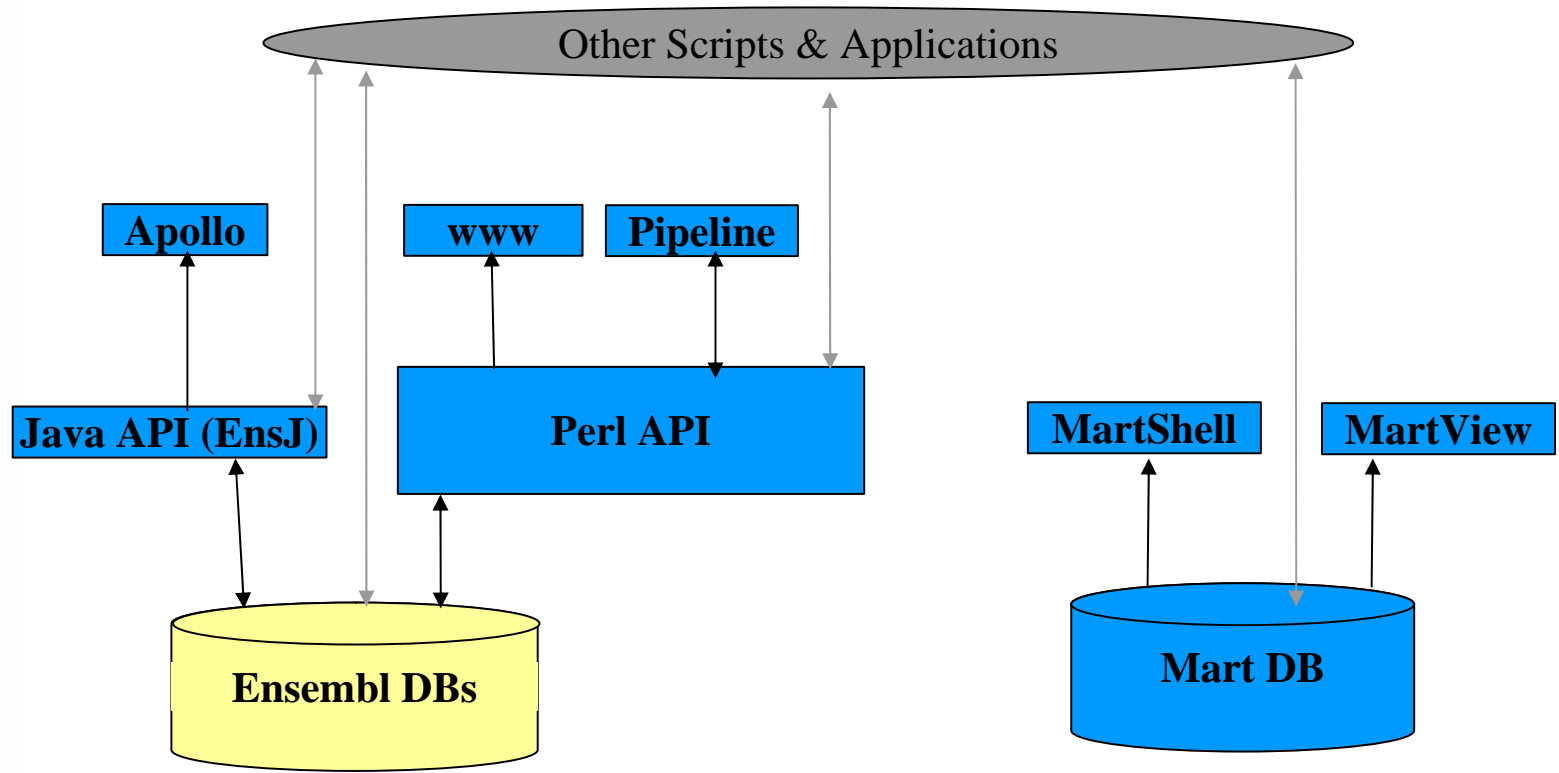 Other Scripts & Applications
Apollo
www
Pipeline
Java API (EnsJ)
Perl API
MartShell
MartView
Ensembl DBs
Mart DB